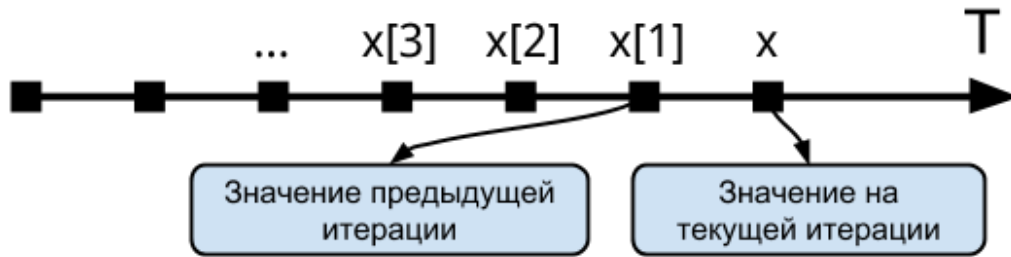 ... x[3] x[2] x[1] x T
Значение предыдущей
итерации
Значение на
текущей итерации